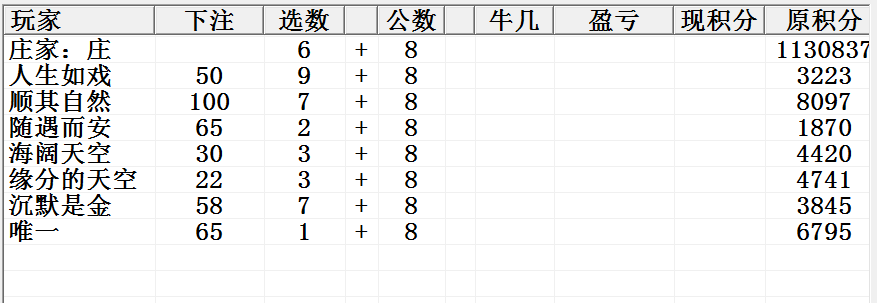 玩家 下注 选数 公数 牛几 盈亏 现积分 原积分
庄家：庄 6 + 8 1130837
人生如戏 50 9 + 8 3223
顺其自然 100 7 + 8 8097
随遇而安 65 2 + 8 1870
海阔天空 30 3 + 8 4420
缘分的天空 22 3 + 8 4741
沉默是金 58 7 + 8 3845
唯一 65 1 + 8 6795